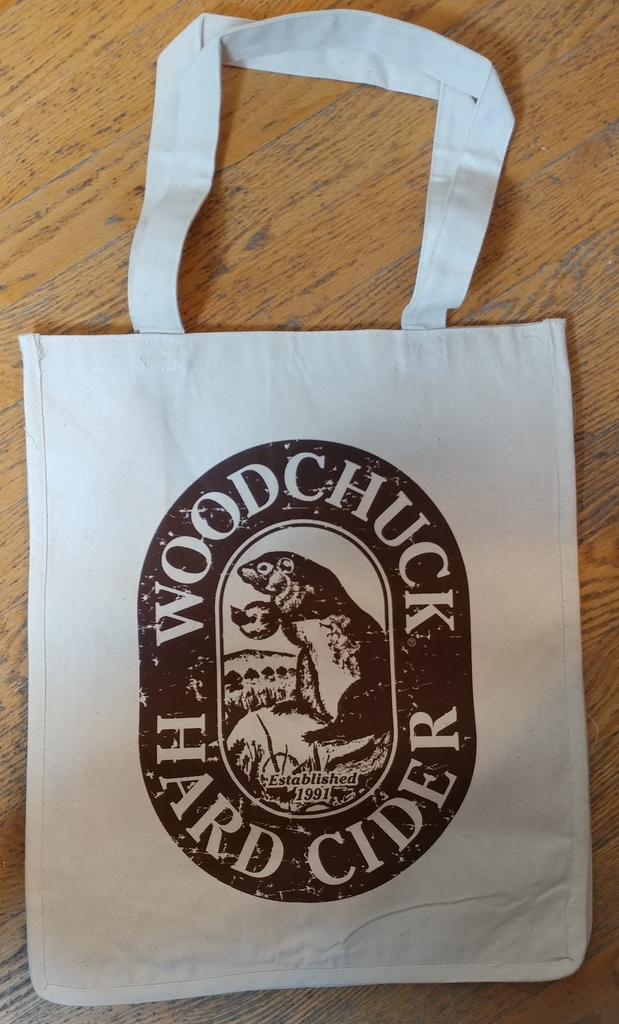 WOODCHUCK
®
Established
1991
HARD CIDER